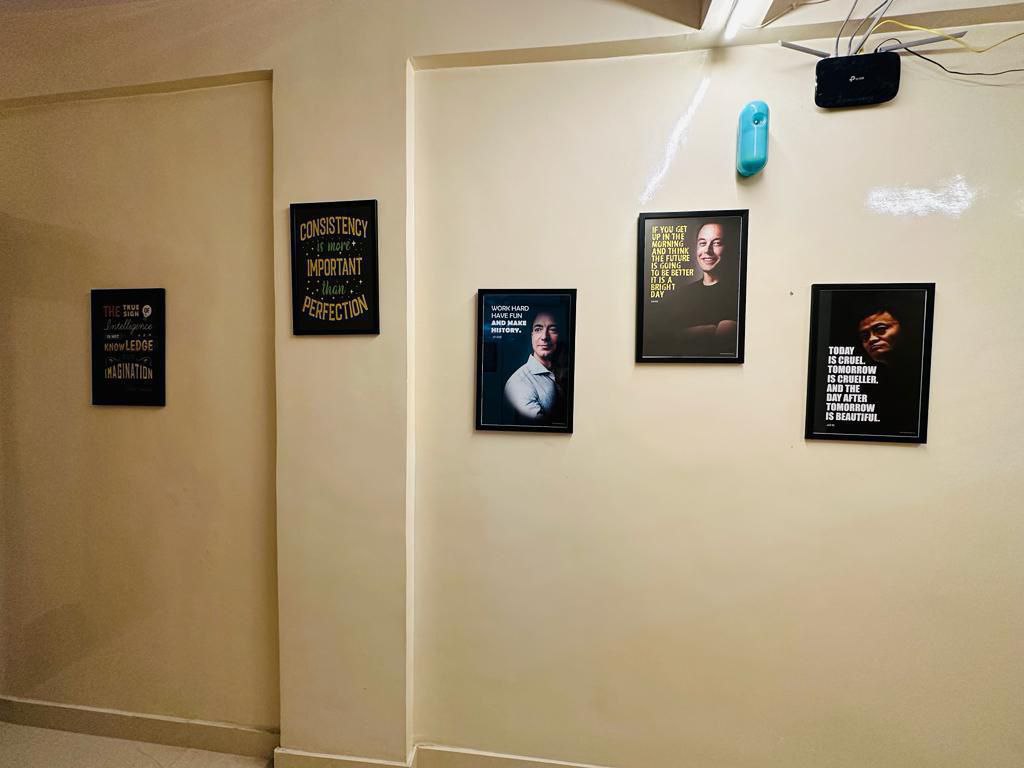 THE TRUE
SIGN OF
Intelligence
IS NOT
KNOWLEDGE
IMAGINATION
CONSISTENCY
is more
IMPORTANT
than
PERFECTION
WORK HARD
HAVE FUN
AND MAKE
HISTORY.
IF YOU GET
UP IN THE
MORNING
AND THINK
THE FUTURE
IS GOING
TO BE BETTER
IT IS A
BRIGHT
DAY
TODAY
IS CRUEL.
TOMORROW
IS CRUELLER.
AND THE
DAY AFTER
TOMORROW
IS BEAUTIFUL.
tp-link